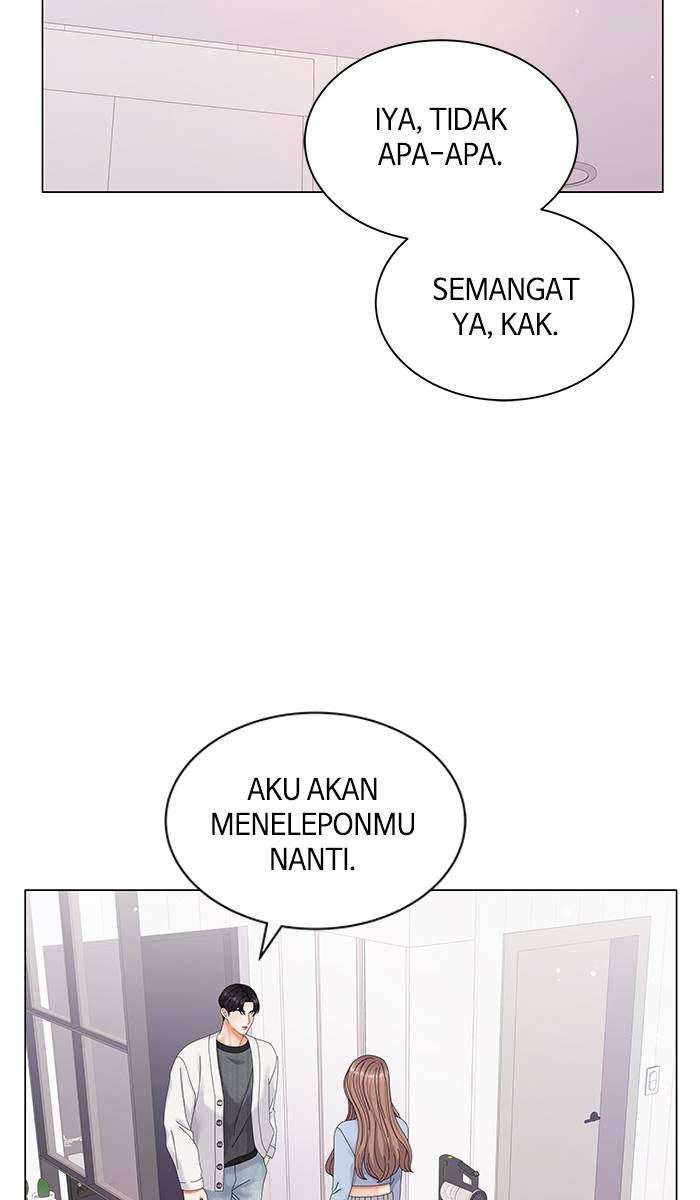 IYA, TIDAK
APA-APA.
SEMANGAT
YA, KAK.
AKU AKAN
MENELEPONMU
NANTI.